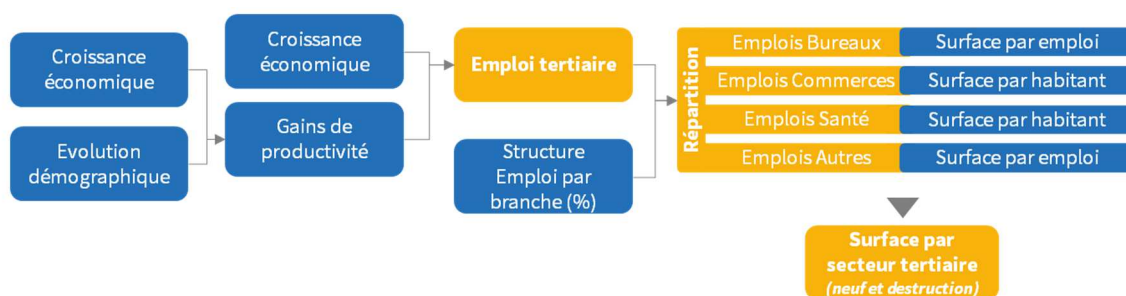 Croissance
économique
Evolution
démographique
Croissance
économique
Gains de
productivité
Emploi tertiaire
Structure
Emploi par
branche (%)
Répartition
Emplois Bureaux
Surface par emploi
Emplois Commerces
Surface par habitant
Emplois Santé
Surface par habitant
Emplois Autres
Surface par emploi
Surface par
secteur tertiaire
(neuf et destruction)